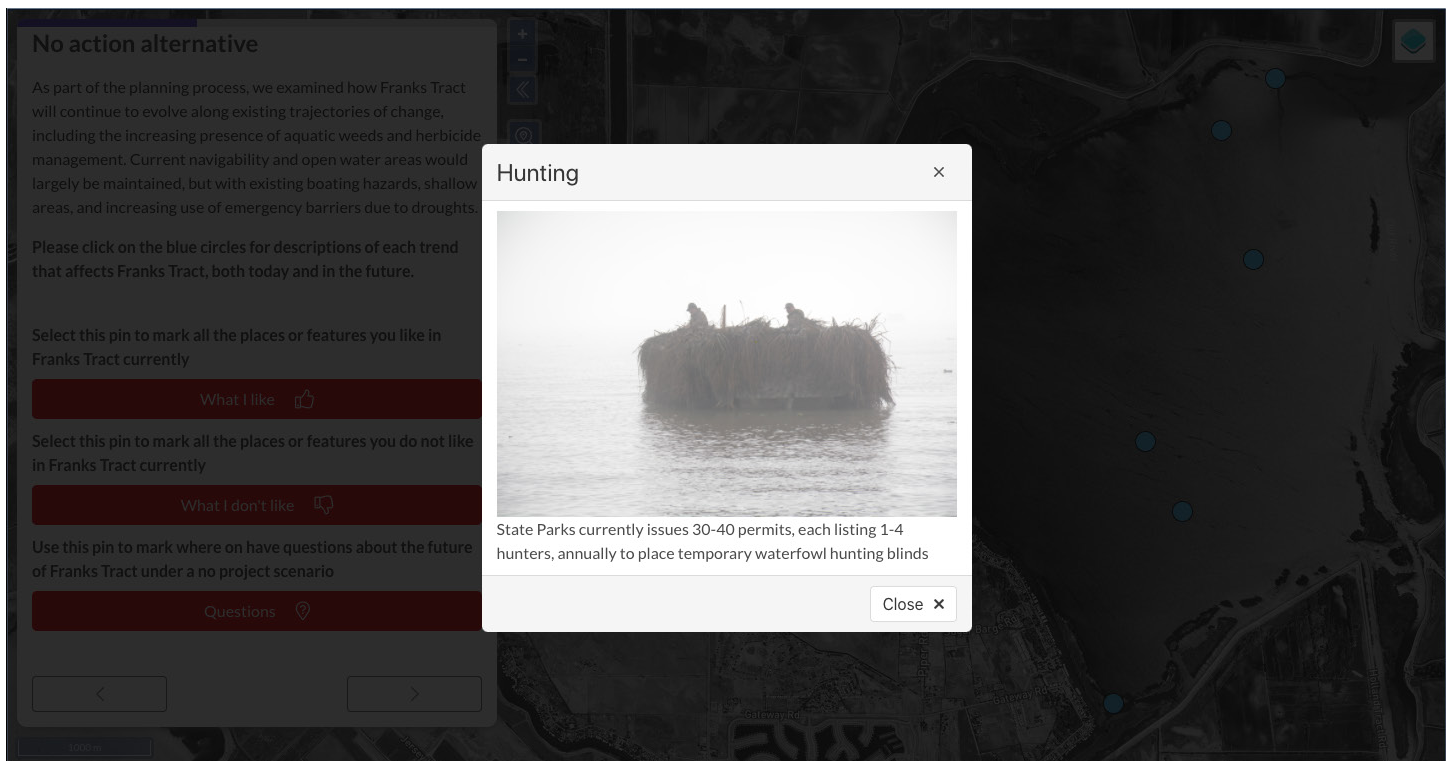 No action alternative
As part of the planning process, we examined how Franks Tract
will continue to evolve along existing trajectories of change,
including the increasing presence of aquatic weeds and herbicide
management. Current navigability and open water areas would
largely be maintained, but with existing boating hazards, shallow
areas, and increasing use of emergency barriers due to droughts.
Please click on the blue circles for descriptions of each trend
that affects Franks Tract, both today and in the future.
Select this pin to mark all the places or features you like in
Franks Tract currently
What I like
Select this pin to mark all the places or features you do not like
in Franks Tract currently
What I don't like
Use this pin to mark where on have questions about the future
of Franks Tract under a no project scenario
Questions
1000 m
+
−
Hunting ×
State Parks currently issues 30-40 permits, each listing 1-4
hunters, annually to place temporary waterfowl hunting blinds
Close ×
Gateway Rd
Gateway Rd